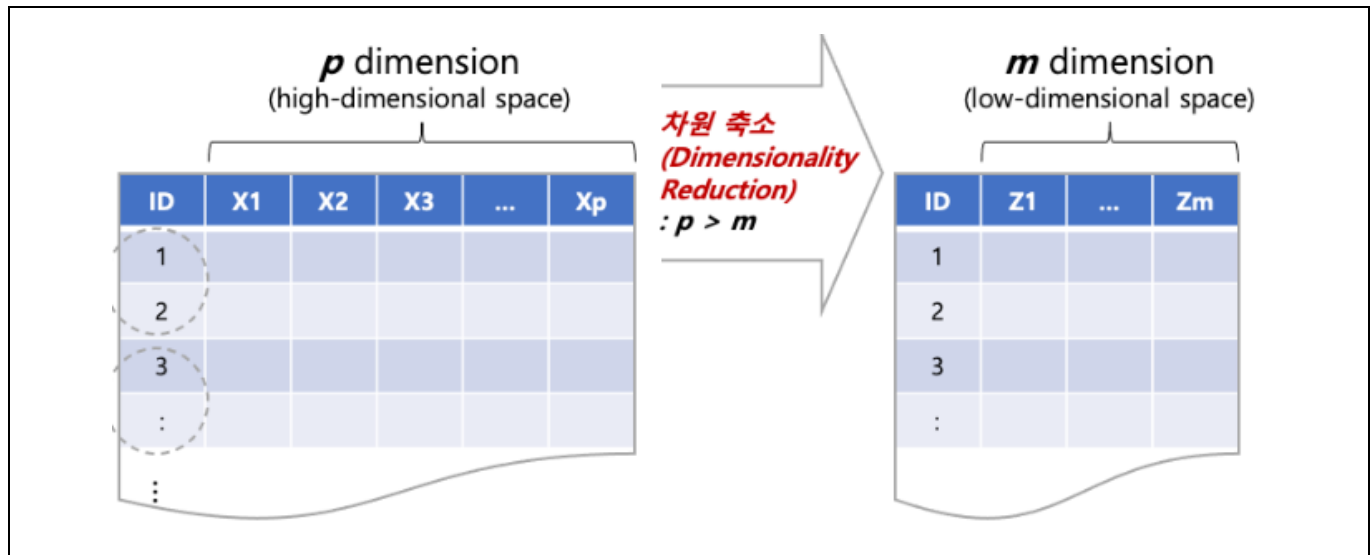 p dimension
(high-dimensional space)
차원 축소
(Dimensionality
Reduction)
: p > m
m dimension
(low-dimensional space)
ID X1 X2 X3 ... Xp
1
2
3
:
⋮
ID Z1 ... Zm
1
2
3
: